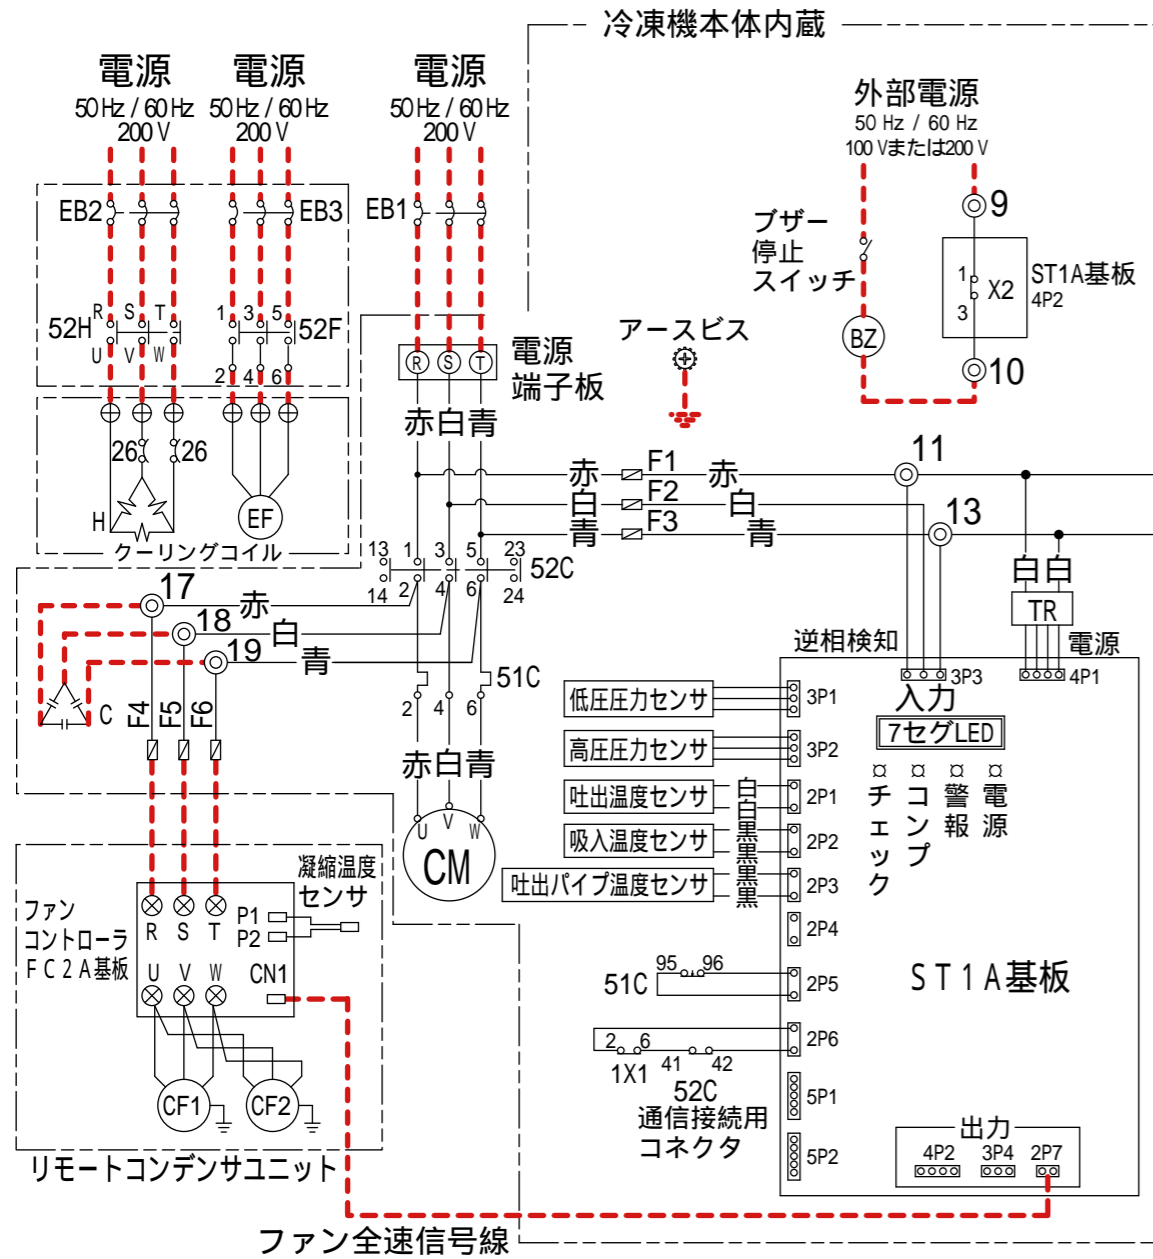 冷凍機本体内蔵
電源
50 Hz / 60 Hz
200 V
電源
50 Hz / 60 Hz
200 V
電源
50 Hz / 60 Hz
200 V
外部電源
50 Hz / 60 Hz
100 Vまたは200 V
EB2
EB3
EB1
ブザー
停止
スイッチ
9
1
3
X2
ST1A基板
4P2
BZ
10
R S T
52H
U V W
1 3 5
52F
2 4 6
R S T
電源
端子板
アースビス
赤白青
26
26
H
EF
クーリングコイル
赤 F1 赤
白 F2 白
青 F3 青
11
13
13 1 3 5 23
52C
14 2 4 6 24
17
赤
18
白
19
青
C
F4 F5 F6
51C
2 4 6
赤白青
U V W
CM
白 白
TR
電源
4P1
逆相検知
3P3
入力
7セグLED
チェック
コンプ
警報
電源
低圧圧力センサ
3P1
高圧圧力センサ
3P2
吐出温度センサ
白
白
2P1
吸入温度センサ
黒
黒
2P2
吐出パイプ温度センサ
黒
黒
2P3
2P4
51C
95 96
2P5
2P6
2 6
1X1
41 42
52C
通信接続用
コネクタ
5P1
5P2
ST1A基板
出力
4P2 3P4 2P7
凝縮温度
センサ
ファン
コントローラ
FC2A基板
R S T
P1
P2
U V W
CN1
CF1
CF2
リモートコンデンサユニット
ファン全速信号線